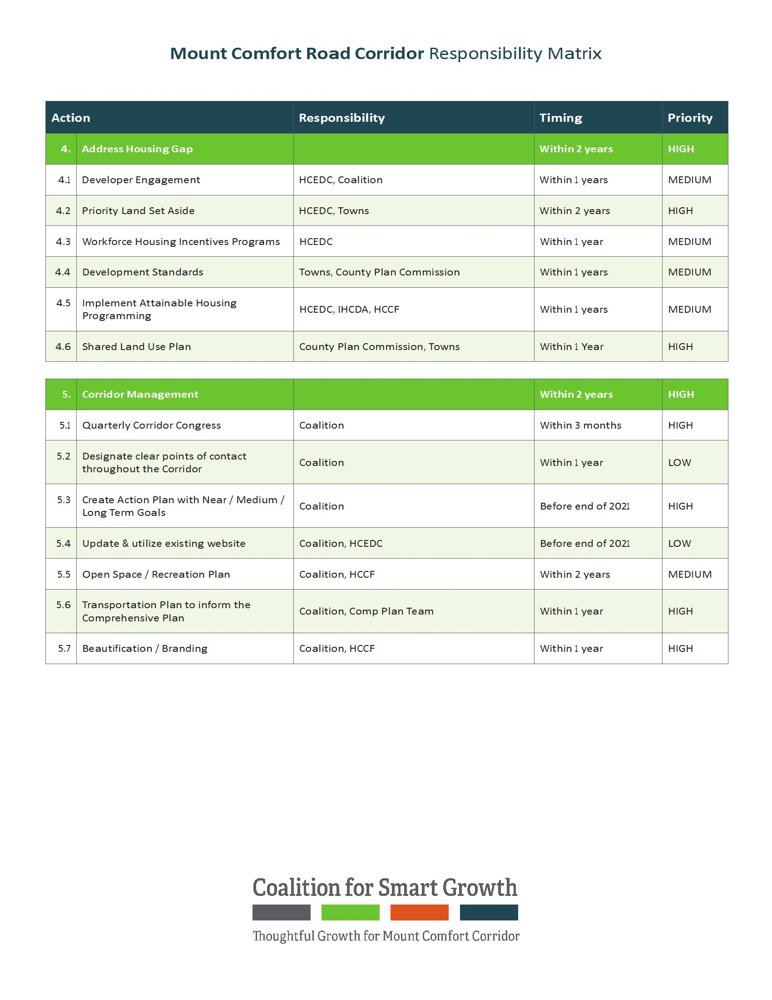 Mount Comfort Road Corridor Responsibility Matrix
Action Responsibility Timing Priority
4. Address Housing Gap Within 2 years HIGH
4.1 Developer Engagement HCEDC, Coalition Within 1 years MEDIUM
4.2 Priority Land Set Aside HCEDC, Towns Within 2 years HIGH
4.3 Workforce Housing Incentives Programs HCEDC Within 1 year MEDIUM
4.4 Development Standards Towns, County Plan Commission Within 1 years MEDIUM
4.5 Implement Attainable Housing
Programming HCEDC, IHCDA, HCCF Within 1 years MEDIUM
4.6 Shared Land Use Plan County Plan Commission, Towns Within 1 Year HIGH
5. Corridor Management Within 2 years HIGH
5.1 Quarterly Corridor Congress Coalition Within 3 months HIGH
5.2 Designate clear points of contact
throughout the Corridor Coalition Within 1 year LOW
5.3 Create Action Plan with Near / Medium /
Long Term Goals Coalition Before end of 2021 HIGH
5.4 Update & utilize existing website Coalition, HCEDC Before end of 2021 LOW
5.5 Open Space / Recreation Plan Coalition, HCCF Within 2 years MEDIUM
5.6 Transportation Plan to inform the
Comprehensive Plan Coalition, Comp Plan Team Within 1 year HIGH
5.7 Beautification / Branding Coalition, HCCF Within 1 year HIGH
Coalition for Smart Growth
Thoughtful Growth for Mount Comfort Corridor